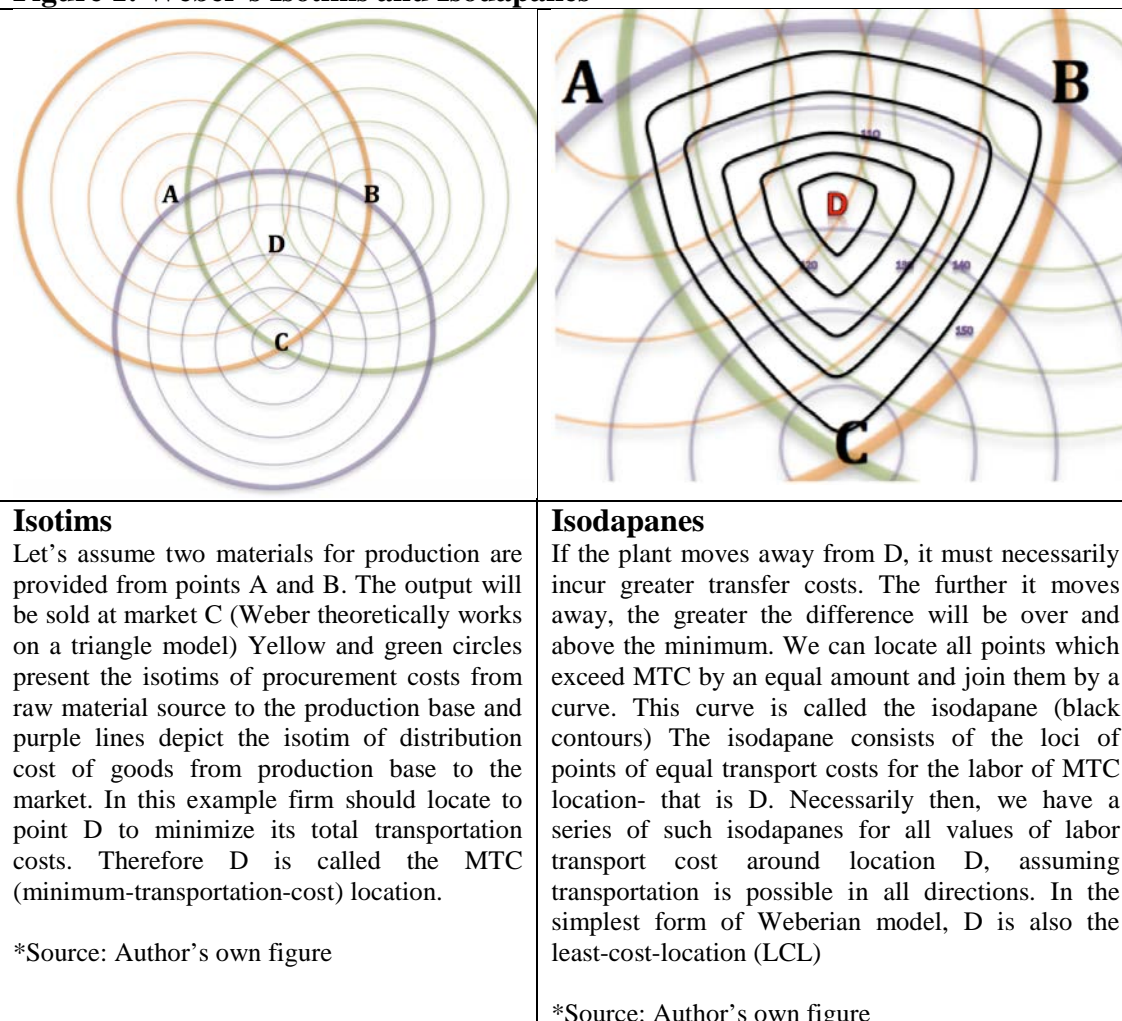 A
B
D
C
A
B
110
D
120
140
150
C
Isotims
Let's assume two materials for production are
provided from points A and B. The output will
be sold at market C (Weber theoretically works
on a triangle model) Yellow and green circles
present the isotims of procurement costs from
raw material source to the production base and
purple lines depict the isotim of distribution
cost of goods from production base to the
market. In this example firm should locate to
point D to minimize its total transportation
costs. Therefore D is called the MTC
(minimum-transportation-cost) location.
*Source: Author's own figure
Isodapanes
If the plant moves away from D, it must necessarily
incur greater transfer costs. The further it moves
away, the greater the difference will be over and
above the minimum. We can locate all points which
exceed MTC by an equal amount and join them by a
curve. This curve is called the isodapane (black
contours) The isodapane consists of the loci of
points of equal transport costs for the labor of MTC
location- that is D. Necessarily then, we have a
series of such isodapanes for all values of labor
transport cost around location D, assuming
transportation is possible in all directions. In the
simplest form of Weberian model, D is also the
least-cost-location (LCL)
*Source: Author's own figure